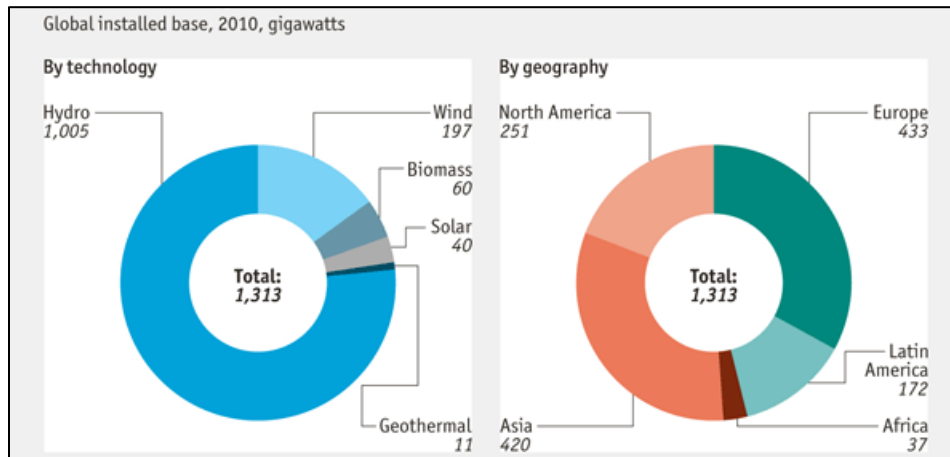 Global installed base, 2010, gigawatts
By technology
Hydro
1,005
Wind
197
Biomass
60
Solar
40
Total:
1,313
Geothermal
11
By geography
North America
251
Europe
433
Total:
1,313
Latin
America
172
Asia
420
Africa
37